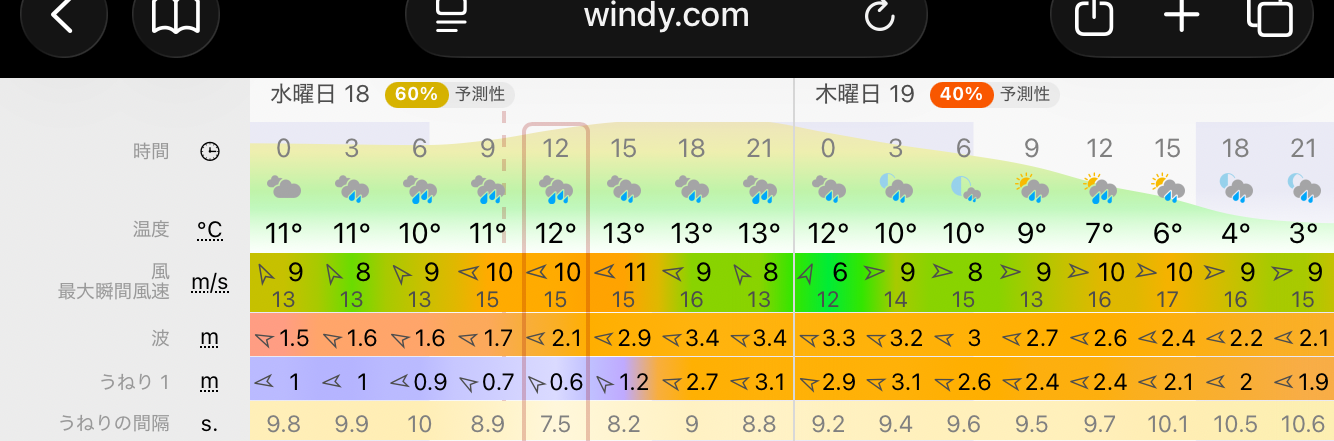 windy.com
水曜日 18 60% 予測性 木曜日 19 40% 予測性
時間 0 3 6 9 12 15 18 21 0 3 6 9 12 15 18 21
温度 °C 11° 11° 10° 11° 12° 13° 13° 13° 12° 10° 10° 9° 7° 6° 4° 3°
風 m/s 9 8 9 10 10 11 9 8 6 9 8 9 10 10 9 9
最大瞬間風速 13 13 13 15 15 15 16 13 12 14 15 13 16 17 16 15
波 m 1.5 1.6 1.6 1.7 2.1 2.9 3.4 3.4 3.3 3.2 3 2.7 2.6 2.4 2.2 2.1
うねり 1 m 1 1 0.9 0.7 0.6 1.2 2.7 3.1 2.9 3.1 2.6 2.4 2.4 2.1 2 1.9
うねりの間隔 s. 9.8 9.9 10 8.9 7.5 8.2 9 8.8 9.2 9.4 9.6 9.5 9.7 10.1 10.5 10.6